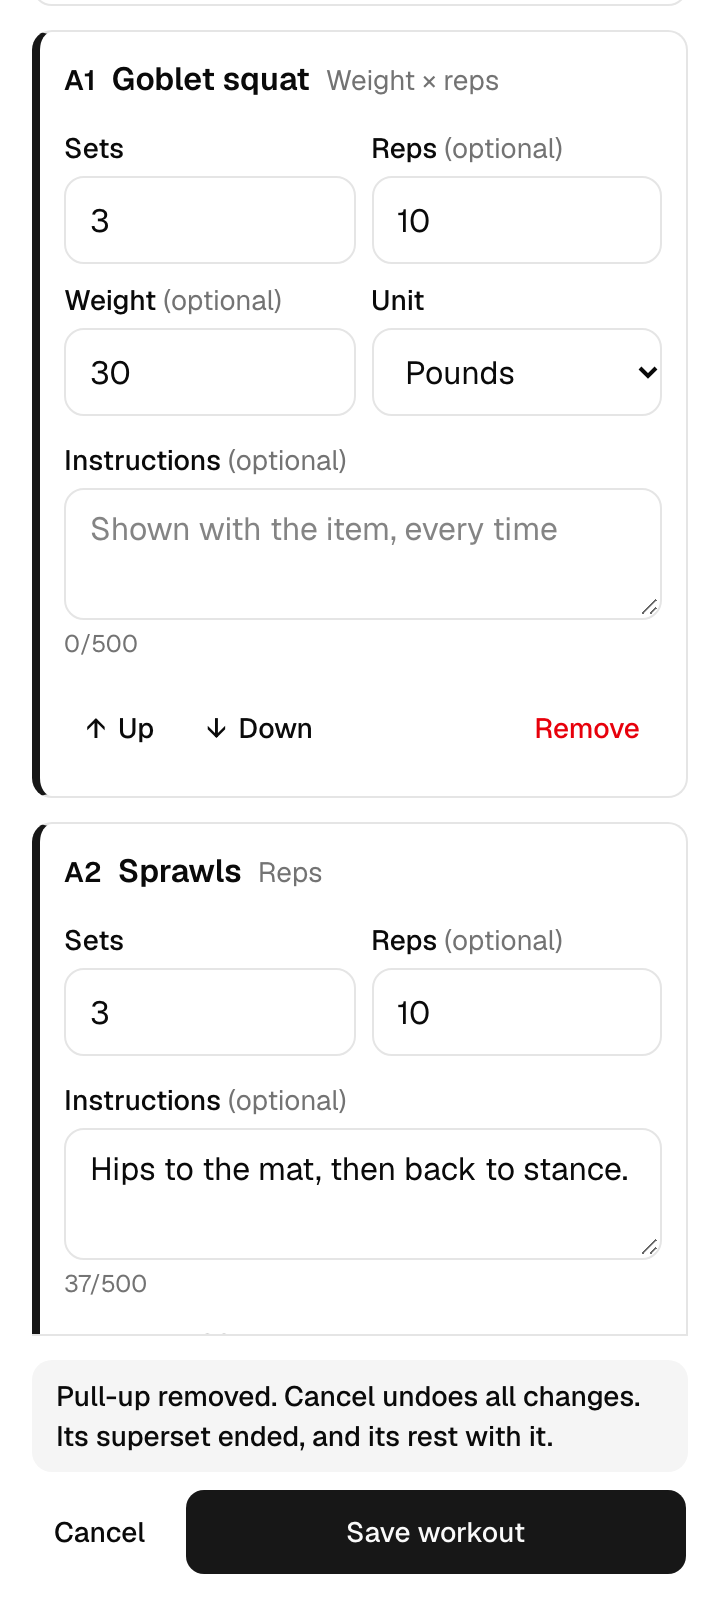 A1 Goblet squat Weight × reps
Sets Reps (optional)
3 10
Weight (optional) Unit
30 Pounds
Instructions (optional)
Shown with the item, every time
0/500
↑ Up ↓ Down Remove
A2 Sprawls Reps
Sets Reps (optional)
3 10
Instructions (optional)
Hips to the mat, then back to stance.
37/500
Pull-up removed. Cancel undoes all changes.
Its superset ended, and its rest with it.
Cancel Save workout